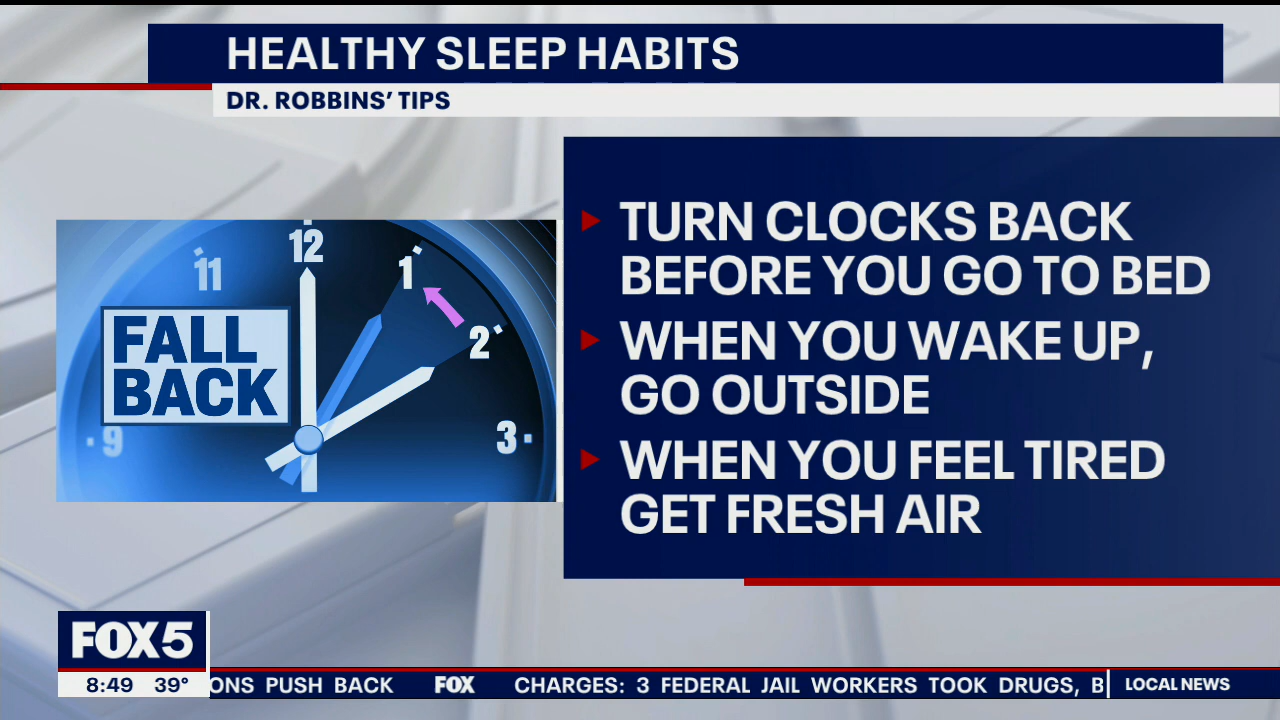 HEALTHY SLEEP HABITS
DR. ROBBINS' TIPS
TURN CLOCKS BACK
BEFORE YOU GO TO BED
WHEN YOU WAKE UP,
GO OUTSIDE
WHEN YOU FEEL TIRED
GET FRESH AIR
12
11
1
2
FALL
BACK
9
3
FOX5
8:49 39°
ONS PUSH BACK FOX CHARGES: 3 FEDERAL JAIL WORKERS TOOK DRUGS, B
LOCAL NEWS